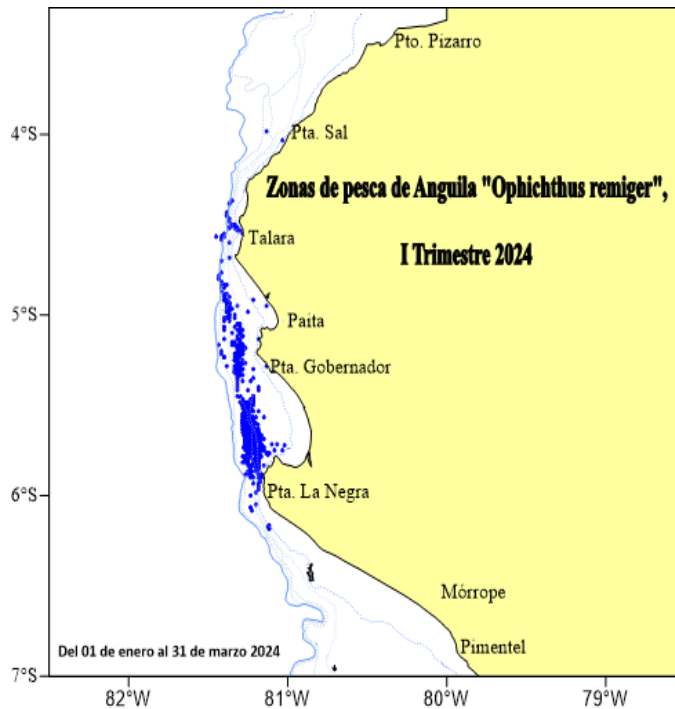 Pto. Pizarro
4°S
Pta. Sal
Zonas de pesca de Anguila "Ophichthus remiger",
Talara
I Trimestre 2024
5°S
Paita
Pta. Gobernador
6°S
Pta. La Negra
Mórrope
Del 01 de enero al 31 de marzo 2024
Pimentel
7°S
82°W
81°W
80°W
79°W